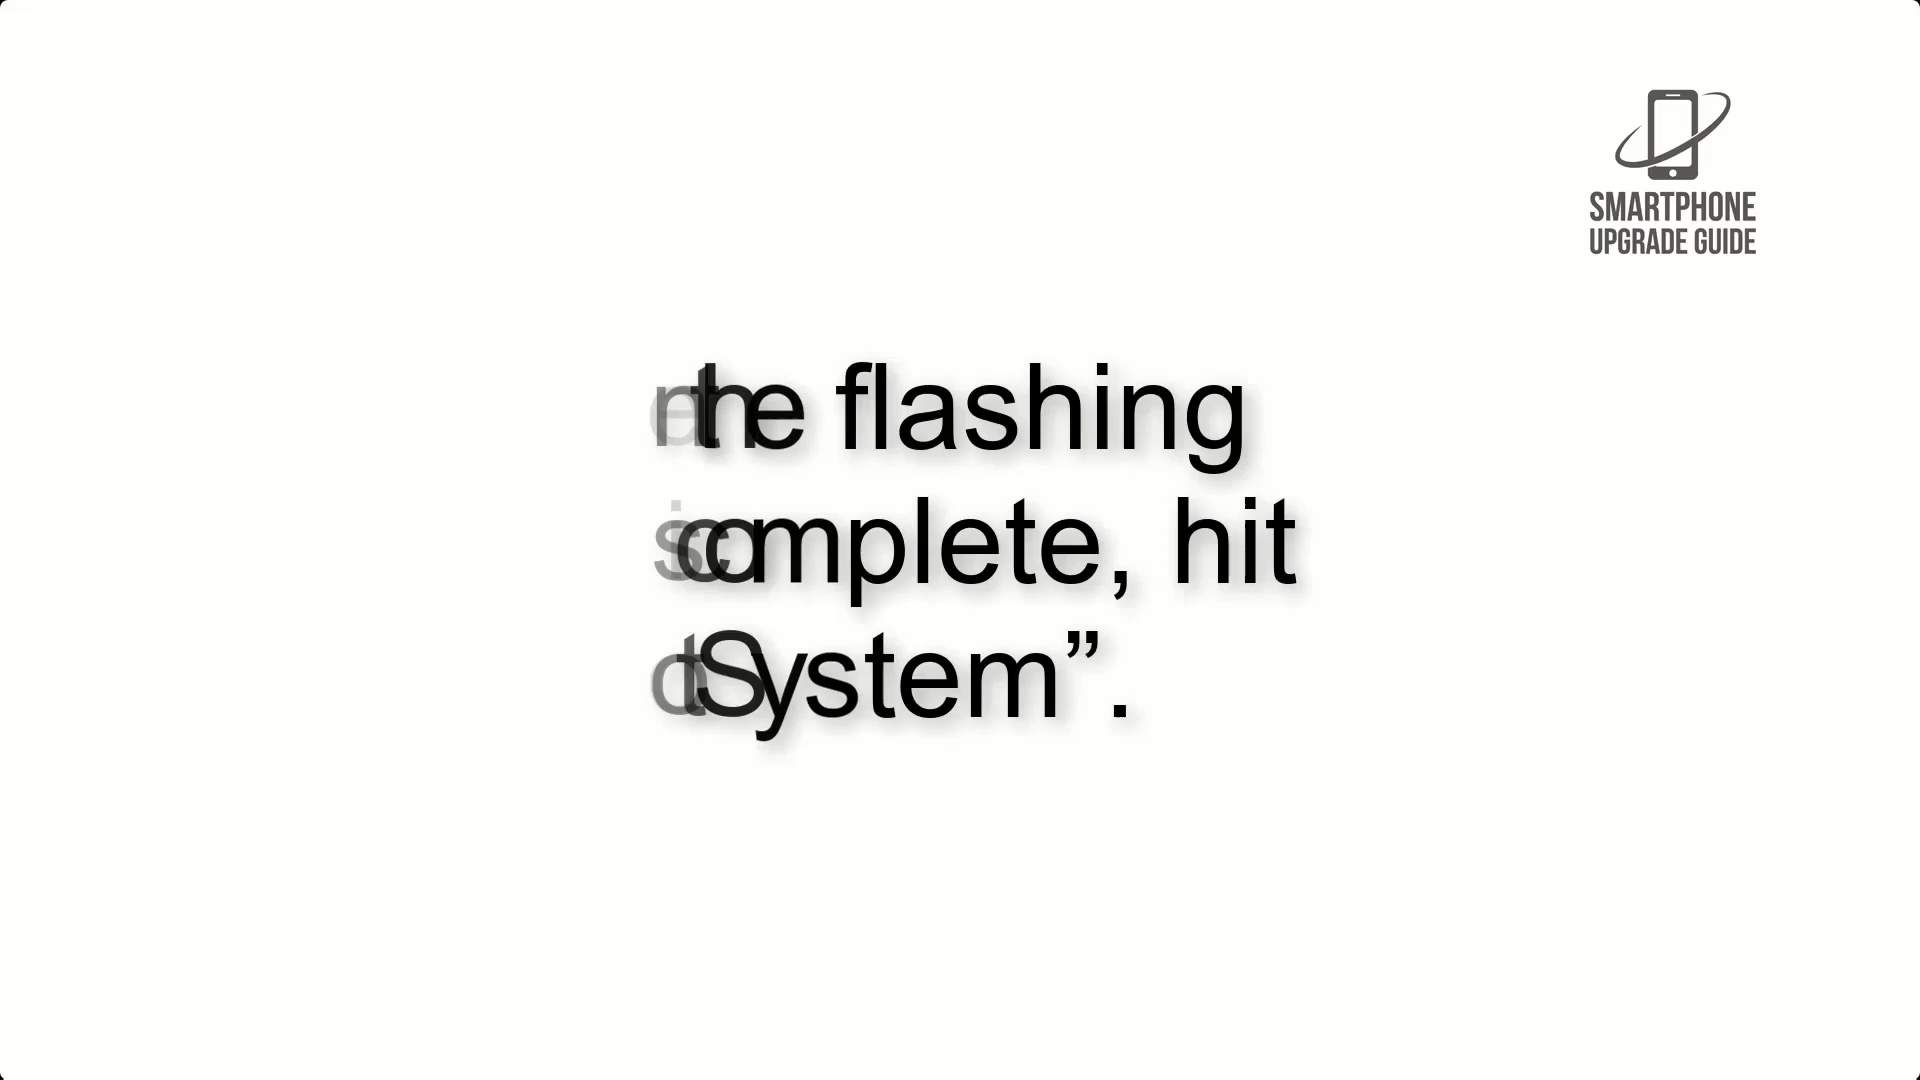 SMARTPHONE
UPGRADE GUIDE
the flashing
complete, hit
System”.